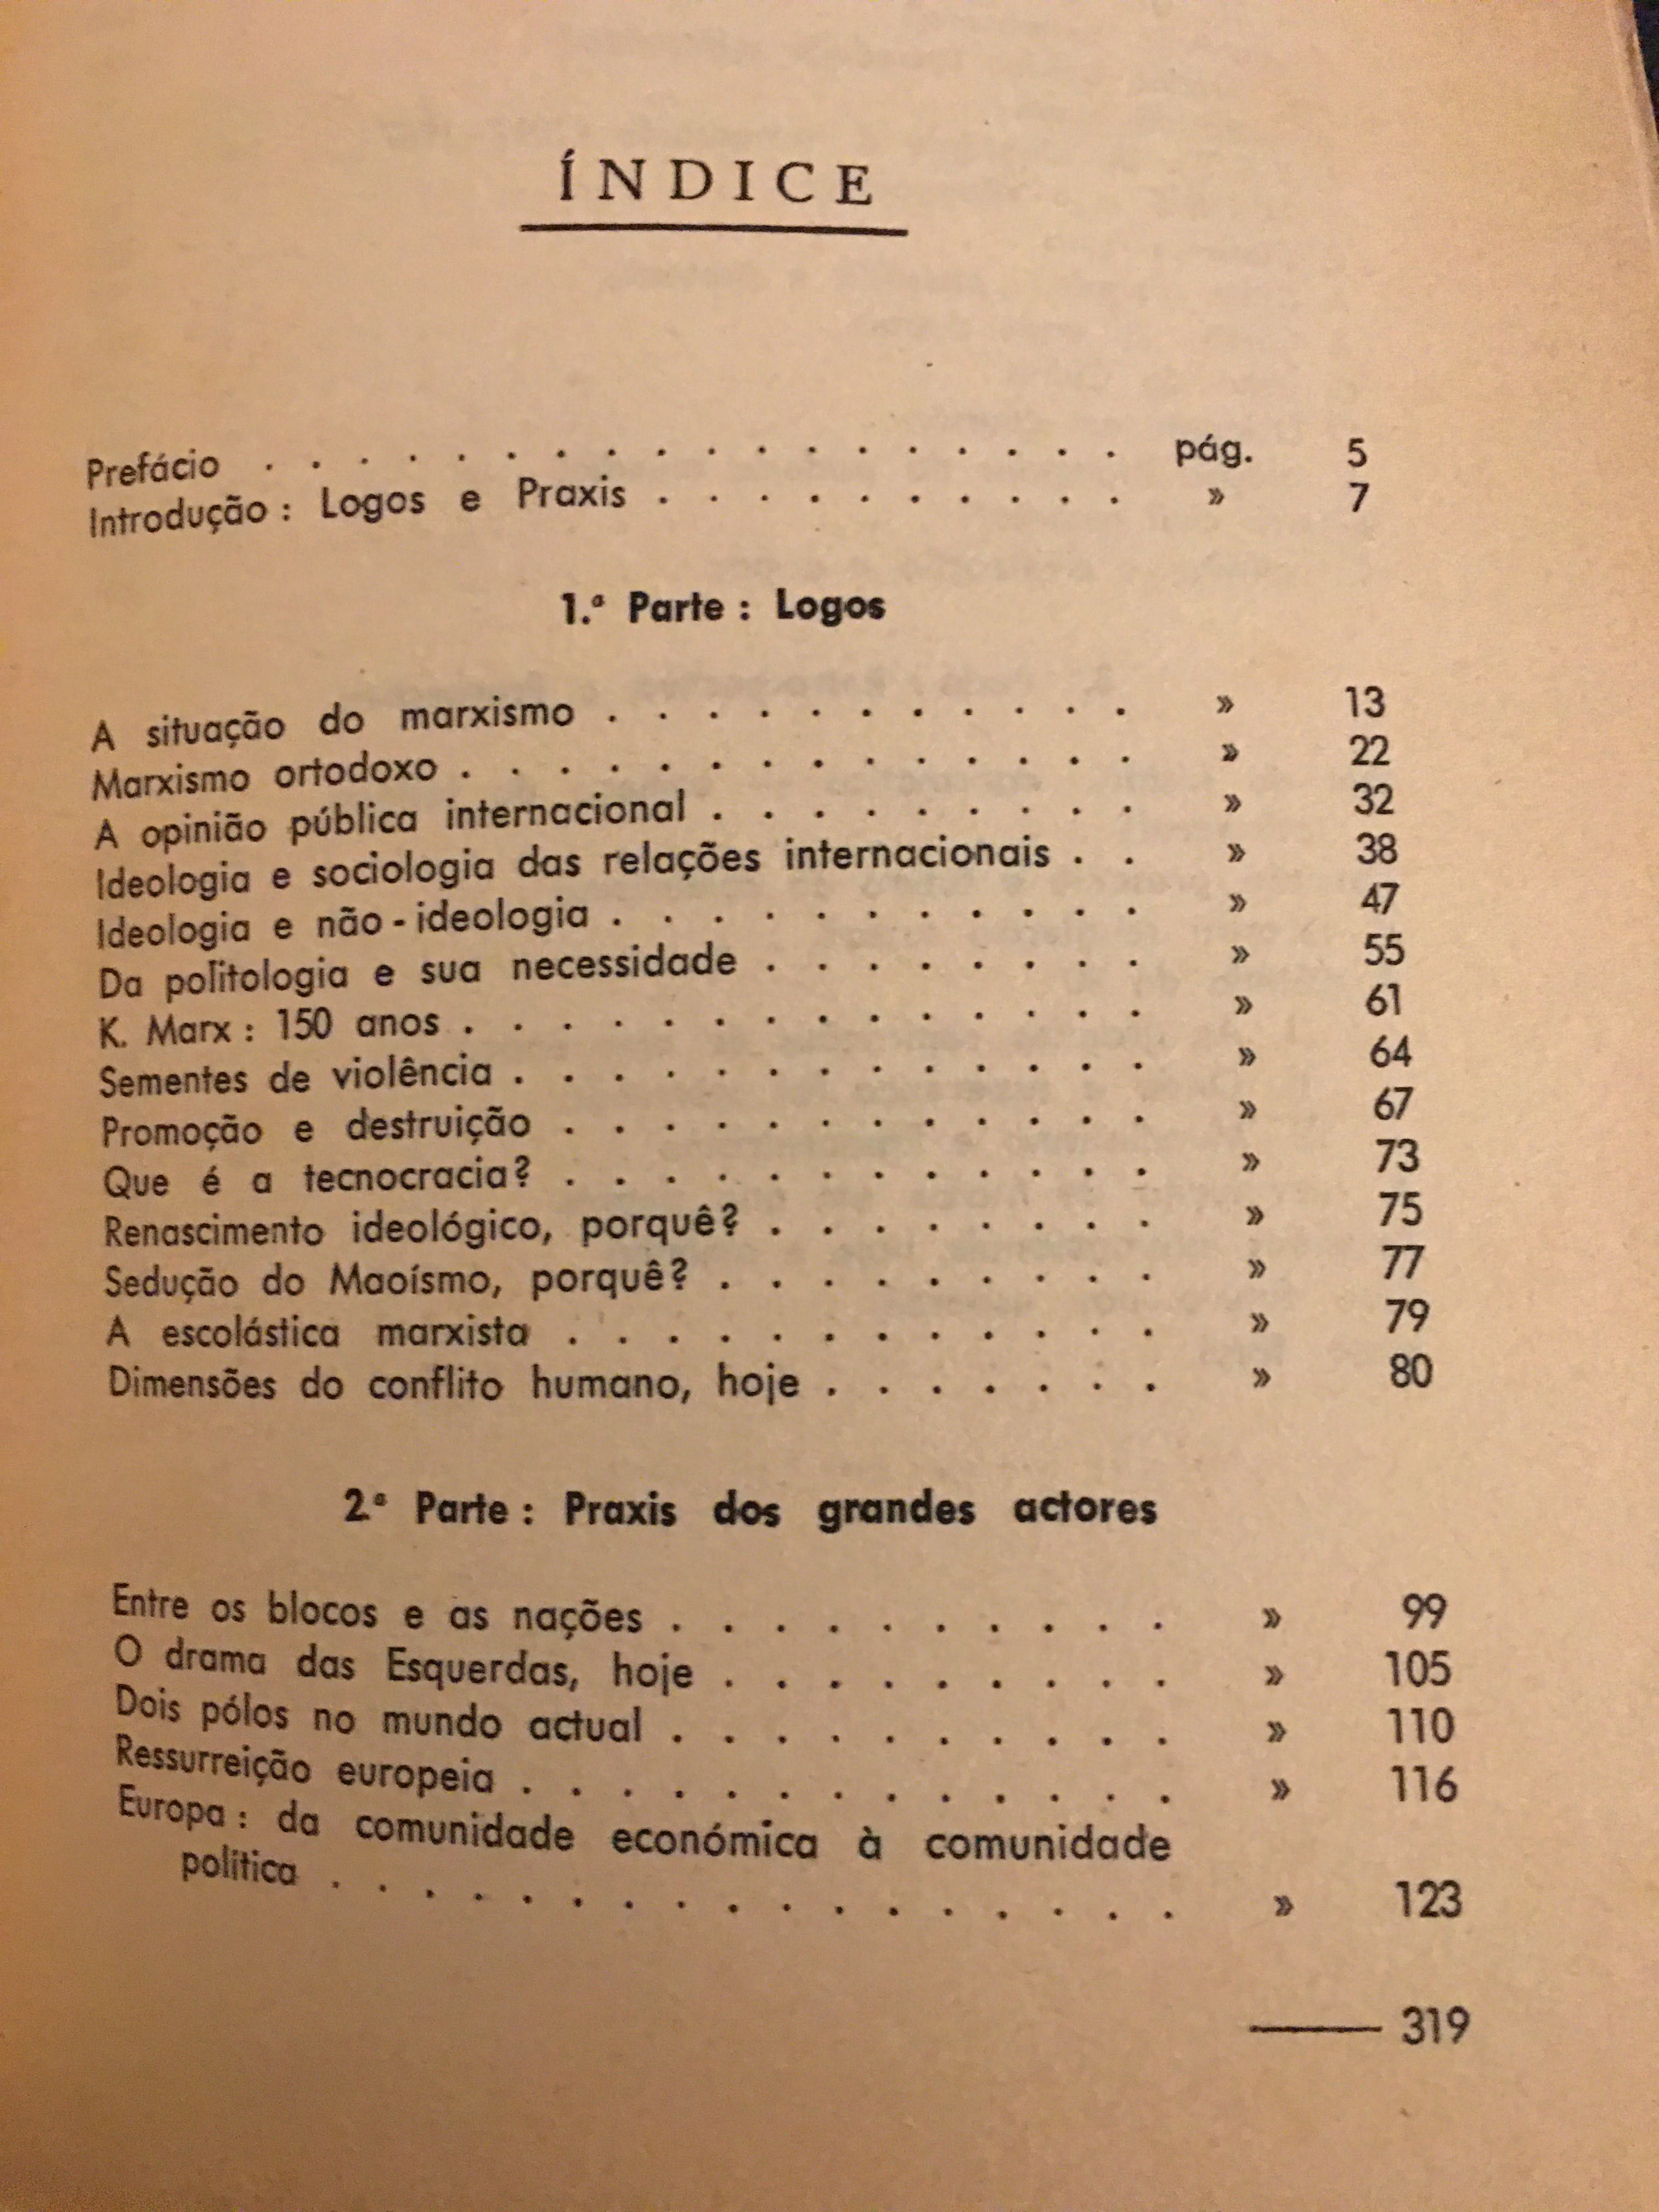 ÍNDICE
Prefácio . . . . . . . . . . . . . . . . . . pág. 5
Introdução : Logos e Praxis . . . . . . . . . . » 7
1.ª Parte : Logos
A situação do marxismo . . . . . . . . . . . » 13
Marxismo ortodoxo . . . . . . . . . . . . . . » 22
A opinião pública internacional . . . . . . . . . » 32
Ideologia e sociologia das relações internacionais . . » 38
Ideologia e não - ideologia . . . . . . . . . . . » 47
Da politologia e sua necessidade . . . . . . . . » 55
K. Marx : 150 anos . . . . . . . . . . . . . . » 61
Sementes de violência . . . . . . . . . . . . . » 64
Promoção e destruição . . . . . . . . . . . . » 67
Que é a tecnocracia? . . . . . . . . . . . . » 73
Renascimento ideológico, porquê? . . . . . . . . » 75
Sedução do Maoísmo, porquê? . . . . . . . . . » 77
A escolástica marxista . . . . . . . . . . . . » 79
Dimensões do conflito humano, hoje . . . . . . . » 80
2.ª Parte : Praxis dos grandes actores
Entre os blocos e as nações . . . . . . . . . . » 99
O drama das Esquerdas, hoje . . . . . . . . . » 105
Dois pólos no mundo actual . . . . . . . . . . » 110
Ressurreição europeia . . . . . . . . . . . . . » 116
Europa : da comunidade económica à comunidade
política . . . . . . . . . . . . . . . . . » 123
319